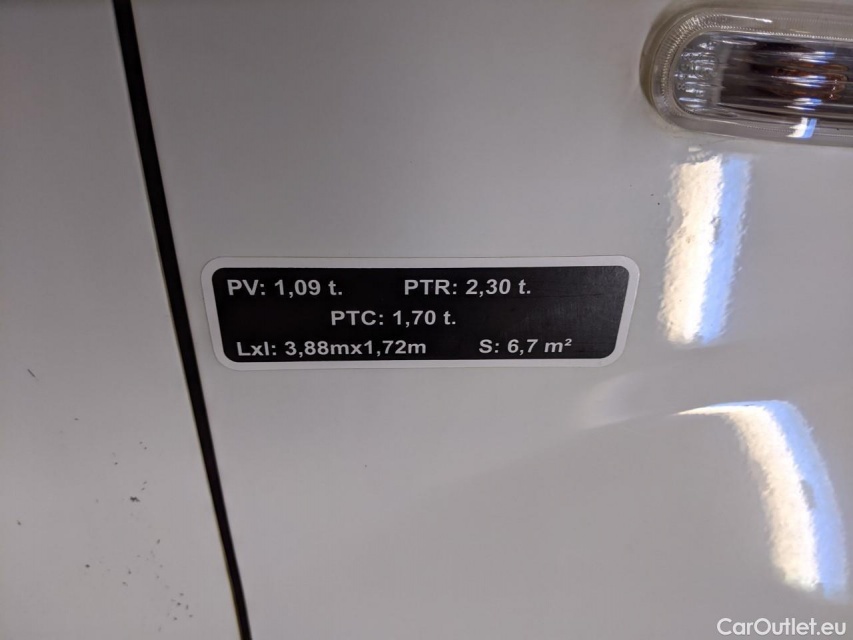 PV: 1,09 t. PTR: 2,30 t.
PTC: 1,70 t.
Lxl: 3,88mx1,72m S: 6,7 m²
CarOutlet.eu